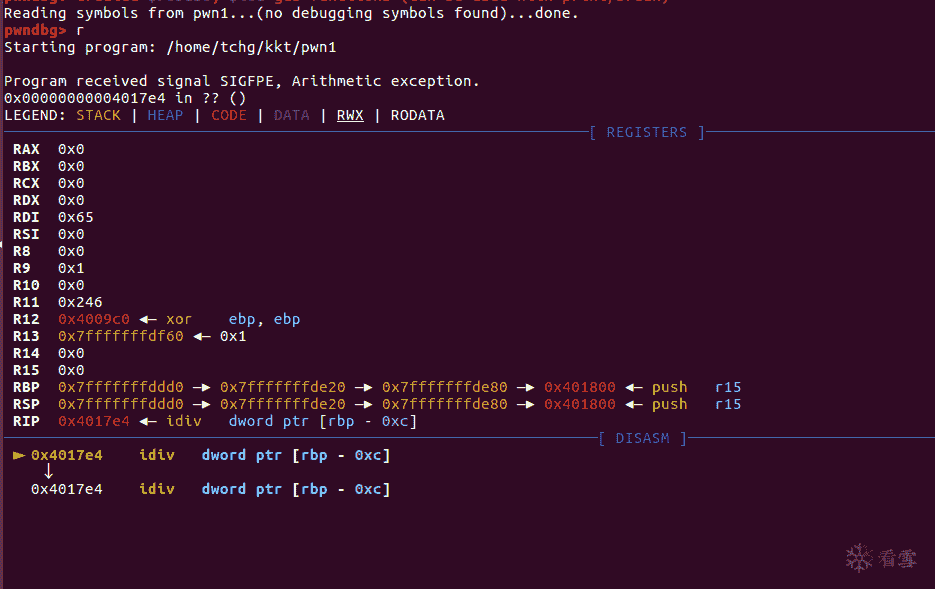 Reading symbols from pwn1...(no debugging symbols found)...done.
pwndbg> r
Starting program: /home/tchg/kkt/pwn1
Program received signal SIGFPE, Arithmetic exception.
0x00000000004017e4 in ?? ()
LEGEND: STACK | HEAP | CODE | DATA | RWX | RODATA
[ REGISTERS ]
RAX 0x0
RBX 0x0
RCX 0x0
RDX 0x0
RDI 0x65
RSI 0x0
R8 0x0
R9 0x1
R10 0x0
R11 0x246
R12 0x4009c0 ◂— xor ebp, ebp
R13 0x7fffffffdf60 ◂— 0x1
R14 0x0
R15 0x0
RBP 0x7fffffffddd0 —▸ 0x7fffffffde20 —▸ 0x7fffffffde80 —▸ 0x401800 ◂— push r15
RSP 0x7fffffffddd0 —▸ 0x7fffffffde20 —▸ 0x7fffffffde80 —▸ 0x401800 ◂— push r15
RIP 0x4017e4 ◂— idiv dword ptr [rbp - 0xc]
[ DISASM ]
► 0x4017e4 idiv dword ptr [rbp - 0xc]
↓
0x4017e4 idiv dword ptr [rbp - 0xc]
看雪